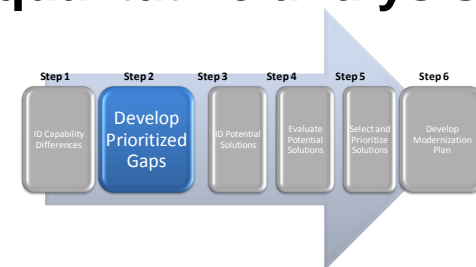 Step 1 Step 2 Step 3 Step 4 Step 5 Step 6
ID Capability
Differences
Develop
Prioritized
Gaps
ID Potential
Solutions
Evaluate
Potential
Solutions
Select and
Prioritize
Solutions
Develop
Modernization
Plan